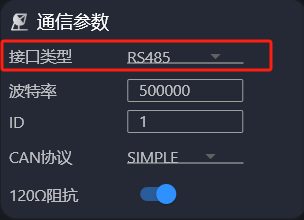 通信参数
接口类型 RS485
波特率 500000
ID 1
CAN协议 SIMPLE
120Ω阻抗